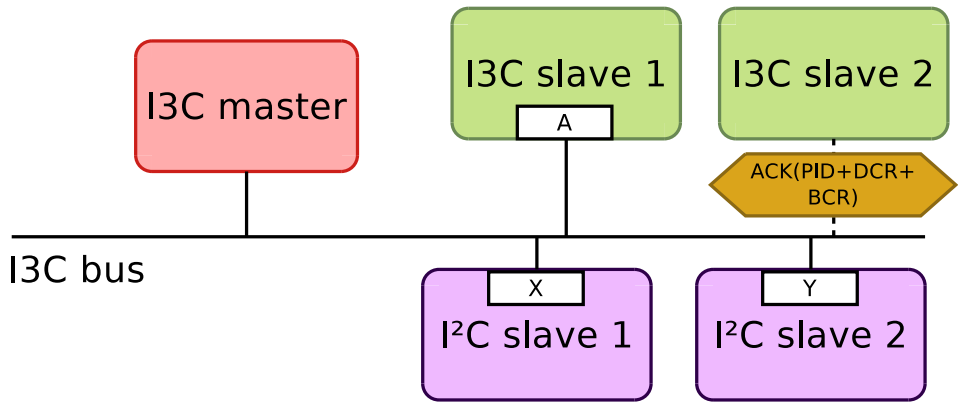 I3C master
I3C slave 1
A
I3C slave 2
ACK(PID+DCR+
BCR)
I3C bus
X
I²C slave 1
Y
I²C slave 2